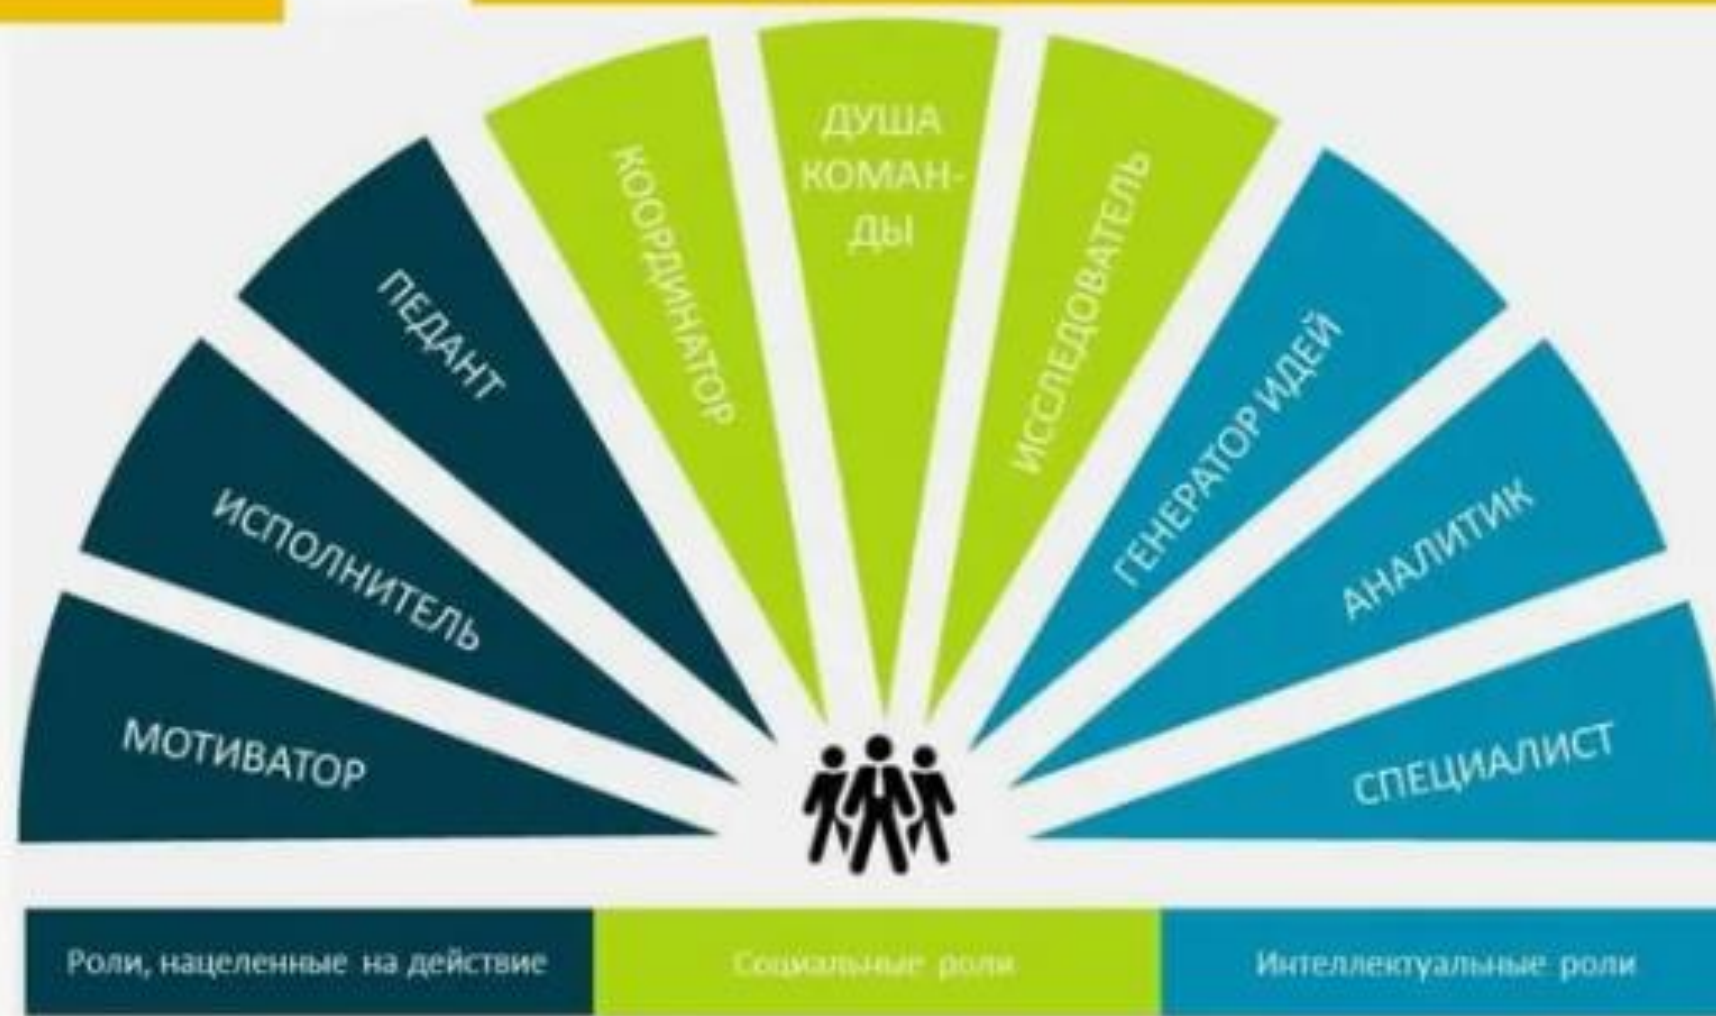 МОТИВАТОР
ИСПОЛНИТЕЛЬ
ПЕДАНТ
КООРДИНАТОР
ДУША
КОМАН-
ДЫ
ИССЛЕДОВАТЕЛЬ
ГЕНЕРАТОР ИДЕЙ
АНАЛИТИК
СПЕЦИАЛИСТ
Роли, нацеленные на действие
Социальные роли
Интеллектуальные роли